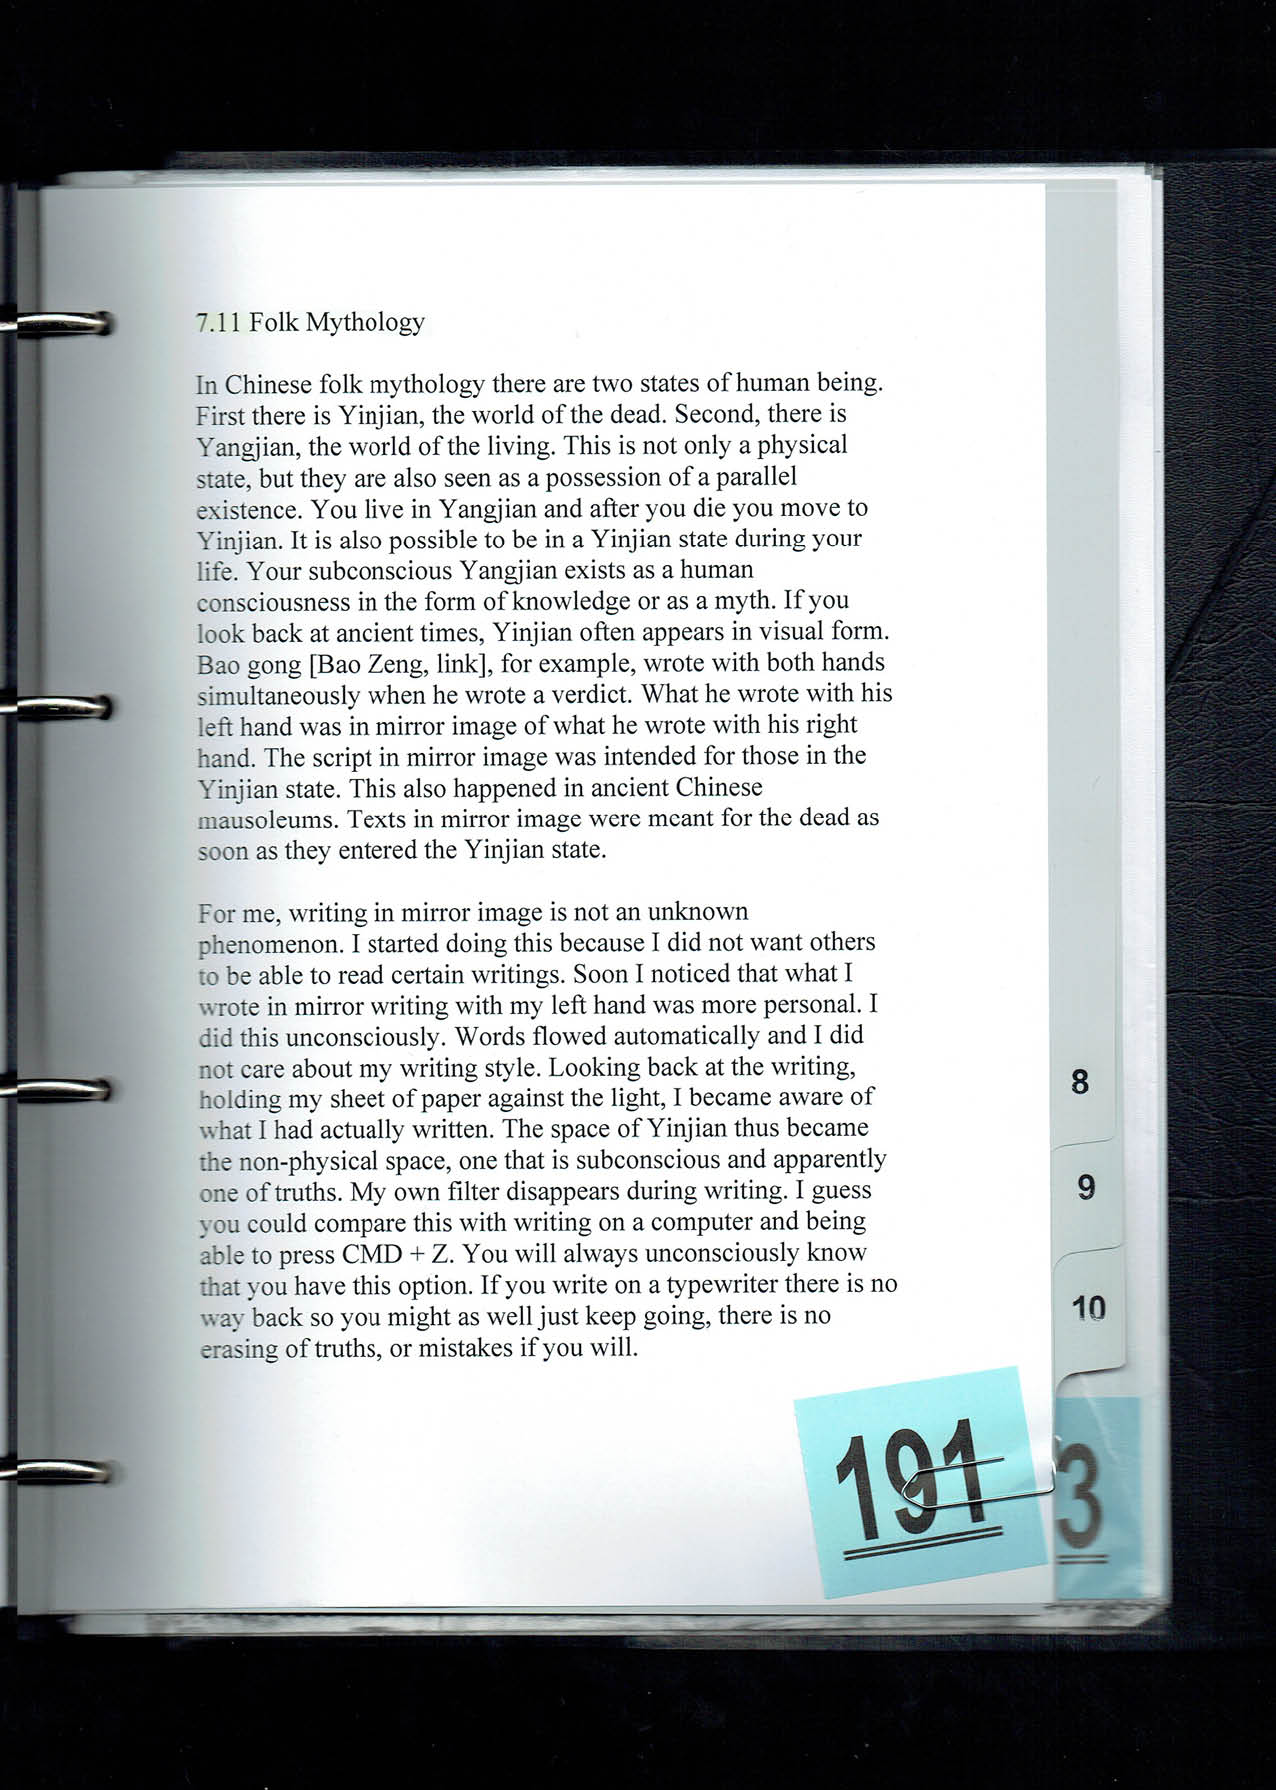 7.11 Folk Mythology
In Chinese folk mythology there are two states of human being.
First there is Yinjian, the world of the dead. Second, there is
Yangjian, the world of the living. This is not only a physical
state, but they are also seen as a possession of a parallel
existence. You live in Yangjian and after you die you move to
Yinjian. It is also possible to be in a Yinjian state during your
life. Your subconscious Yangjian exists as a human
consciousness in the form of knowledge or as a myth. If you
look back at ancient times, Yinjian often appears in visual form.
Bao gong [Bao Zeng, link], for example, wrote with both hands
simultaneously when he wrote a verdict. What he wrote with his
left hand was in mirror image of what he wrote with his right
hand. The script in mirror image was intended for those in the
Yinjian state. This also happened in ancient Chinese
mausoleums. Texts in mirror image were meant for the dead as
soon as they entered the Yinjian state.
For me, writing in mirror image is not an unknown
phenomenon. I started doing this because I did not want others
to be able to read certain writings. Soon I noticed that what I
wrote in mirror writing with my left hand was more personal. I
did this unconsciously. Words flowed automatically and I did
not care about my writing style. Looking back at the writing,
holding my sheet of paper against the light, I became aware of
what I had actually written. The space of Yinjian thus became
the non-physical space, one that is subconscious and apparently
one of truths. My own filter disappears during writing. I guess
you could compare this with writing on a computer and being
able to press CMD + Z. You will always unconsciously know
that you have this option. If you write on a typewriter there is no
way back so you might as well just keep going, there is no
erasing of truths, or mistakes if you will.
8
9
10
191
3